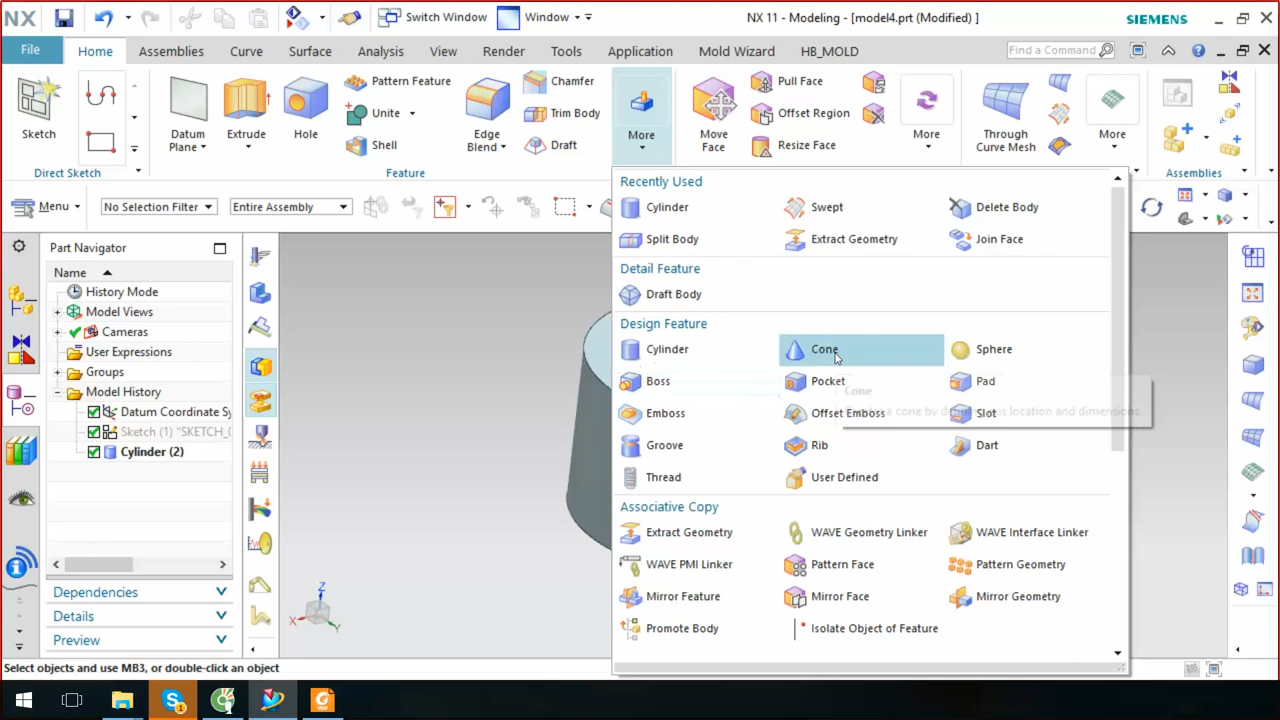 NX
Switch Window
Window
NX 11 - Modeling - [model4.prt (Modified) ]
SIEMENS
File
Home
Assemblies
Curve
Surface
Analysis
View
Render
Tools
Application
Mold Wizard
HB_MOLD
Find a Command
Sketch
Datum Plane
Extrude
Hole
Pattern Feature
Unite
Shell
Edge Blend
Chamfer
Trim Body
Draft
More
Move Face
Pull Face
Offset Region
Resize Face
More
Through Curve Mesh
More
Direct Sketch
Feature
Assemblies
Menu
No Selection Filter
Entire Assembly
Part Navigator
Name
History Mode
Model Views
Cameras
User Expressions
Groups
Model History
Datum Coordinate Sy
Sketch (1) "SKETCH_0
Cylinder (2)
Dependencies
Details
Preview
Z
X
Y
Recently Used
Cylinder
Swept
Delete Body
Split Body
Extract Geometry
Join Face
Detail Feature
Draft Body
Design Feature
Cylinder
Cone
Sphere
Boss
Pocket
Pad
Cone
Emboss
Offset Emboss
Slot
Groove
Rib
Dart
Thread
User Defined
Associative Copy
Extract Geometry
WAVE Geometry Linker
WAVE Interface Linker
WAVE PMI Linker
Pattern Face
Pattern Geometry
Mirror Feature
Mirror Face
Mirror Geometry
Promote Body
Isolate Object of Feature
Select objects and use MB3, or double-click an object